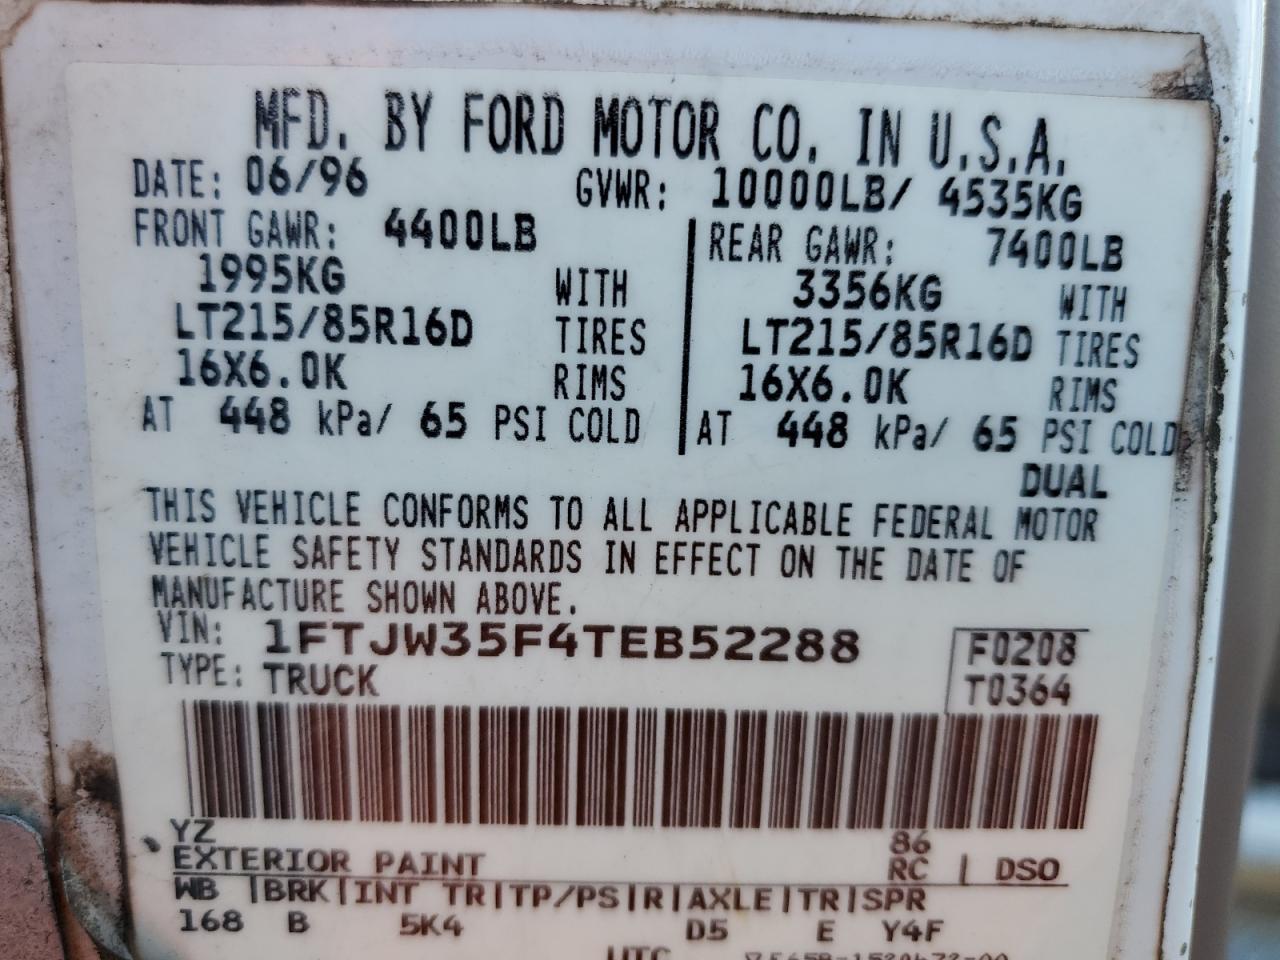 MFD. BY FORD MOTOR CO. IN U.S.A.
DATE: 06/96 GVWR: 10000LB/ 4535KG
FRONT GAWR: 4400LB REAR GAWR: 7400LB
1995KG WITH 3356KG WITH
LT215/85R16D TIRES LT215/85R16D TIRES
16X6.0K RIMS 16X6.0K RIMS
AT 448 kPa/ 65 PSI COLD AT 448 kPa/ 65 PSI COLD
DUAL
THIS VEHICLE CONFORMS TO ALL APPLICABLE FEDERAL MOTOR
VEHICLE SAFETY STANDARDS IN EFFECT ON THE DATE OF
MANUFACTURE SHOWN ABOVE.
VIN: 1FTJW35F4TEB52288 F0208
TYPE: TRUCK T0364
YZ 86
EXTERIOR PAINT RC | DSO
WB |BRK|INT TR|TP/PS|R|AXLE|TR|SPR
168 B 5K4 D5 E Y4F
UTC